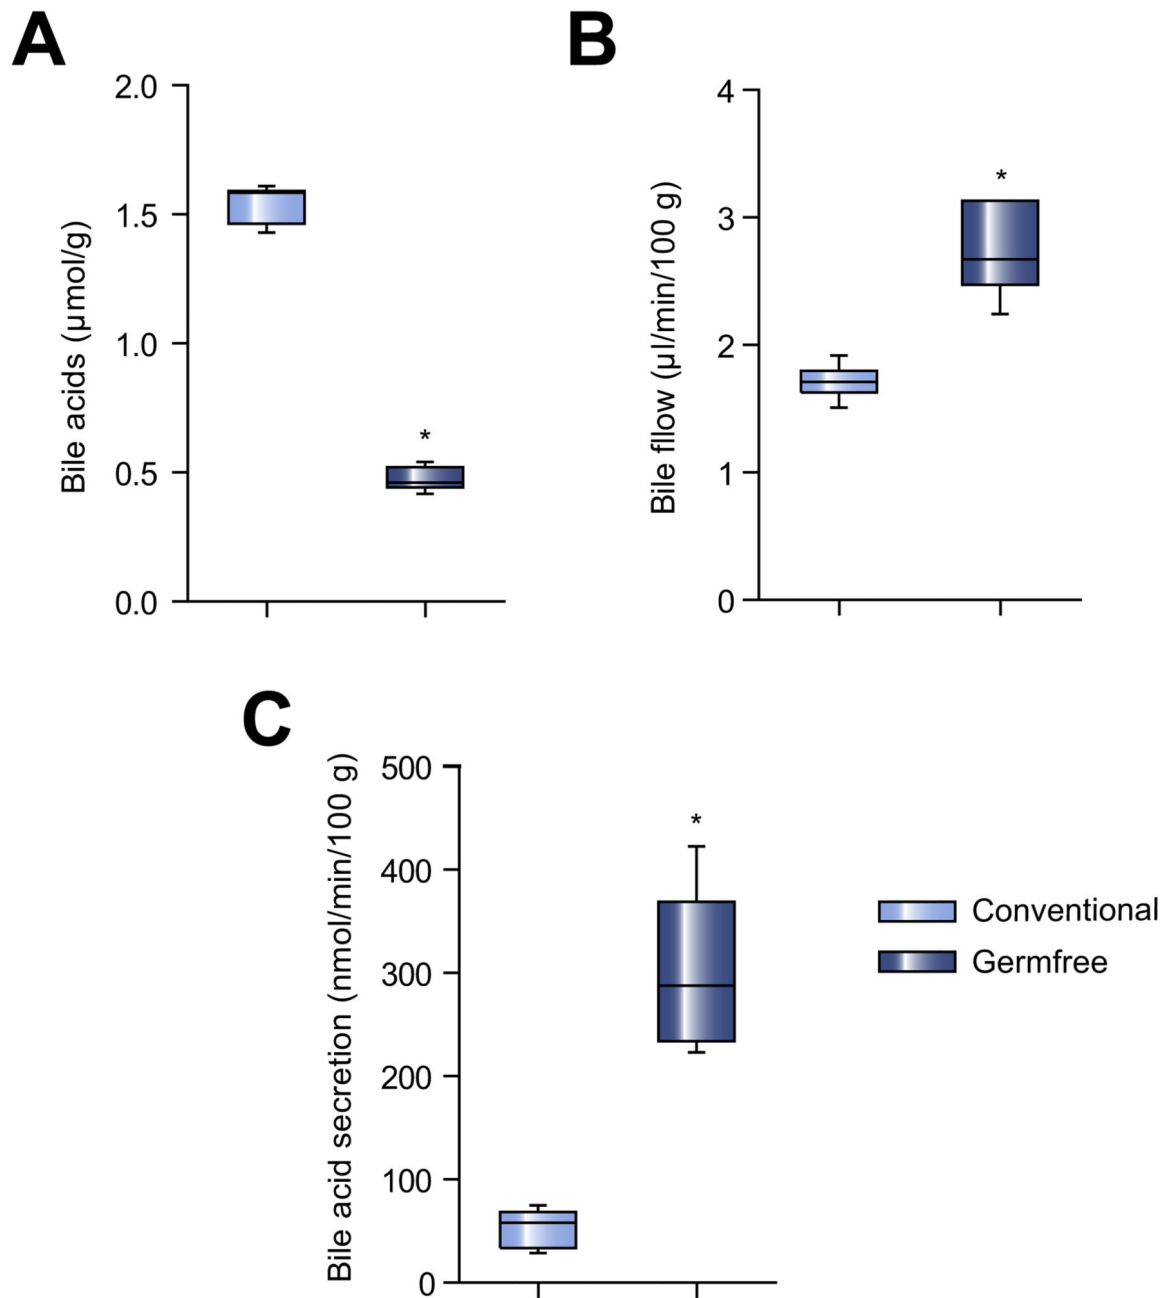 A
Bile acids (µmol/g)
2.0
1.5
1.0
0.5
0.0
*
B
Bile fllow (µl/min/100 g)
4
3
2
1
0
*
C
Bile acid secretion (nmol/min/100 g)
500
400
300
200
100
0
*
Conventional
Germfree